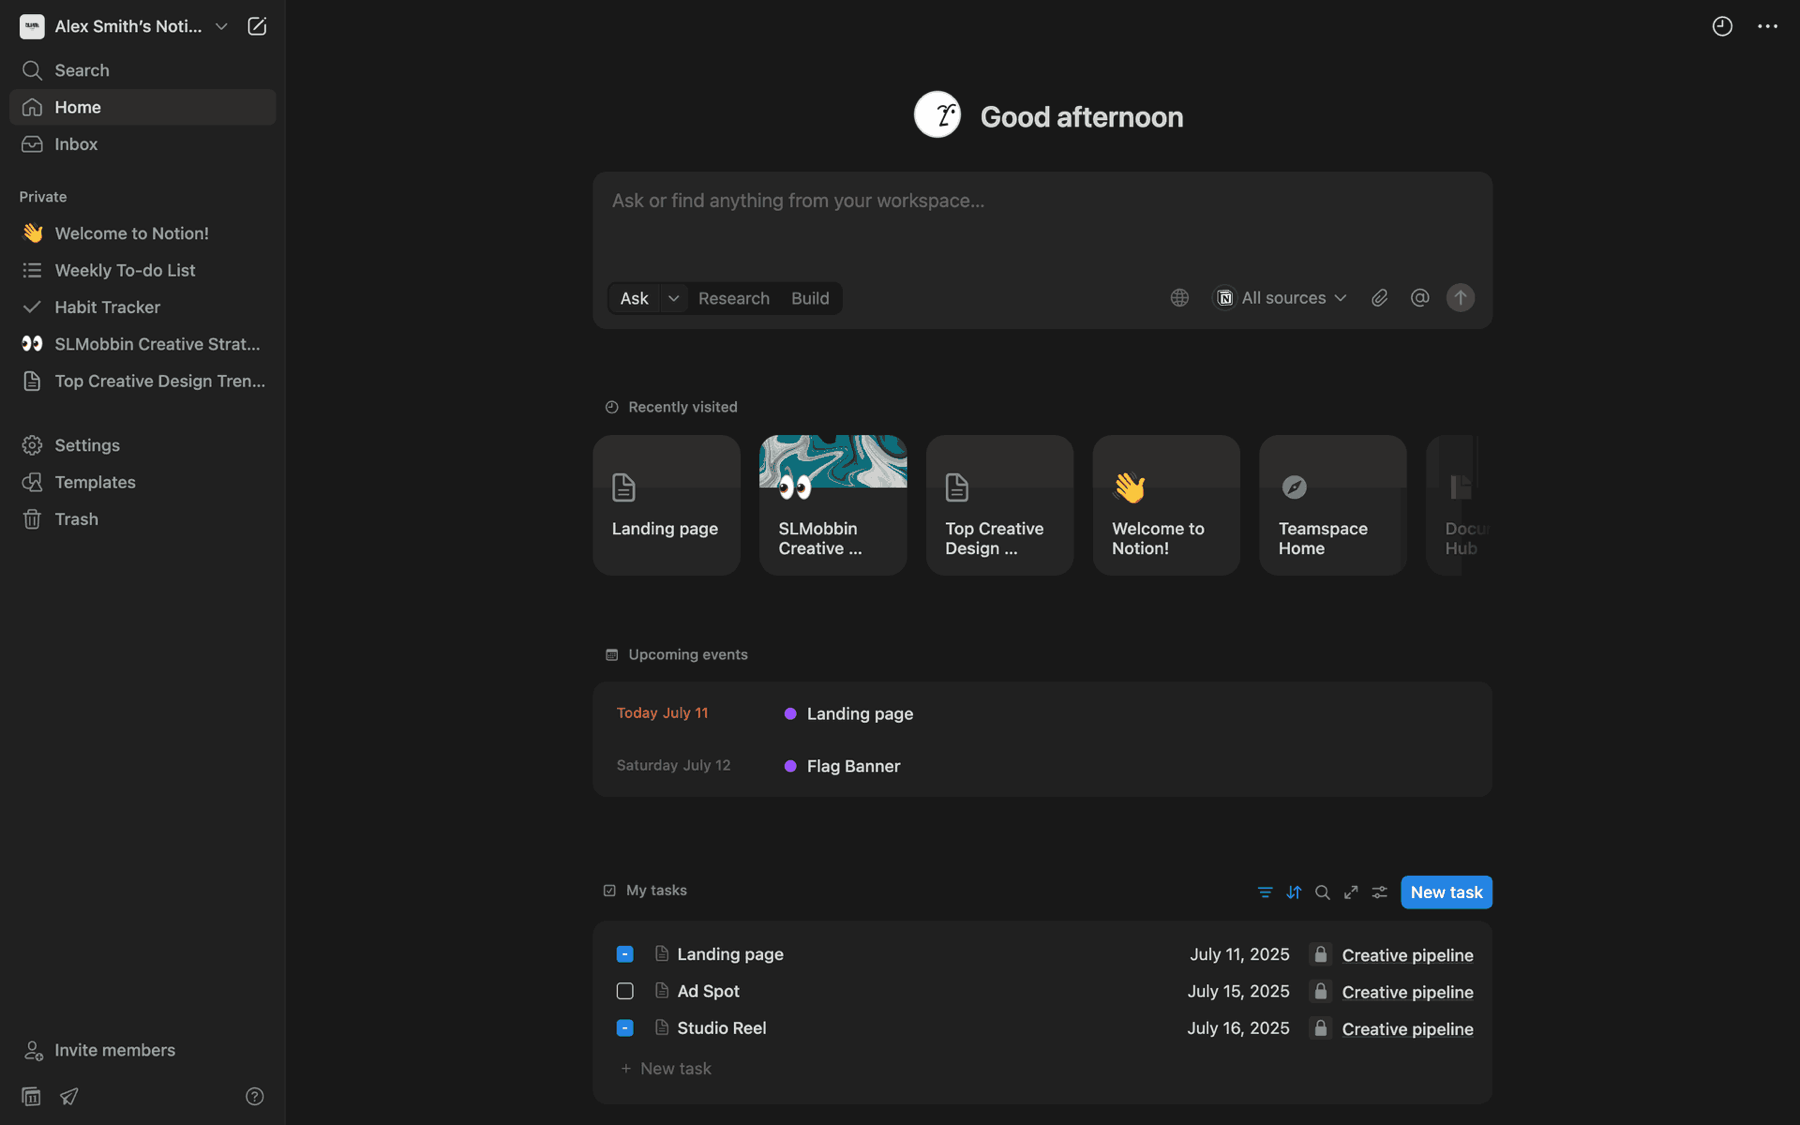 Alex Smith's Noti...
Search
Home
Inbox
Private
Welcome to Notion!
Weekly To-do List
Habit Tracker
SLMobbin Creative Strat...
Top Creative Design Tren...
Settings
Templates
Trash
Invite members
11
Good afternoon
Ask or find anything from your workspace...
Ask
Research
Build
All sources
Recently visited
Landing page
SLMobbin
Creative ...
Top Creative
Design ...
Welcome to
Notion!
Teamspace
Home
Docu
Hub
Upcoming events
Today July 11
Landing page
Saturday July 12
Flag Banner
My tasks
New task
Landing page July 11, 2025 Creative pipeline
Ad Spot July 15, 2025 Creative pipeline
Studio Reel July 16, 2025 Creative pipeline
+ New task